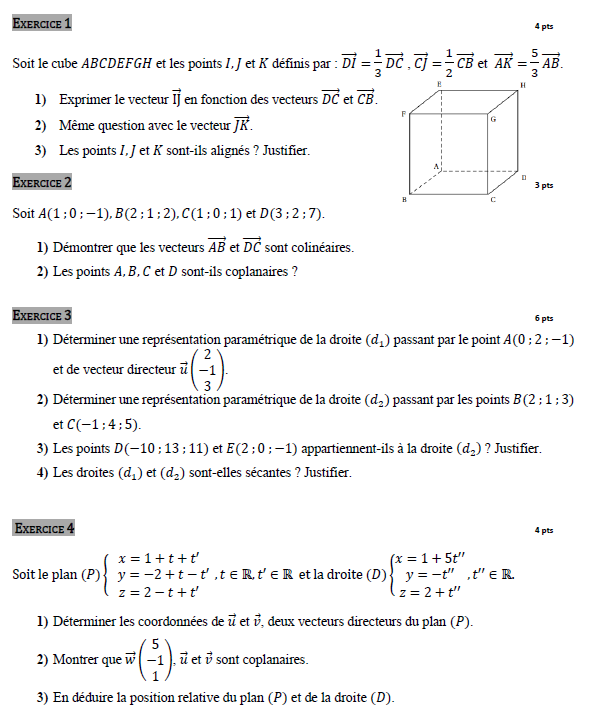 EXERCICE 1 4 pts
Soit le cube ABCDEFGH et les points I, J et K définis par : \overrightarrow{DI} = \frac{1}{3}\overrightarrow{DC} , \overrightarrow{CJ} = \frac{1}{2}\overrightarrow{CB} et \overrightarrow{AK} = \frac{5}{3}\overrightarrow{AB}.
1) Exprimer le vecteur \overrightarrow{IJ} en fonction des vecteurs \overrightarrow{DC} et \overrightarrow{CB}.
2) Même question avec le vecteur \overrightarrow{JK}.
3) Les points I, J et K sont-ils alignés ? Justifier.
E H
F G
A D
B C
EXERCICE 2 3 pts
Soit A(1 ; 0 ; −1), B(2 ; 1 ; 2), C(1 ; 0 ; 1) et D(3 ; 2 ; 7).
1) Démontrer que les vecteurs \overrightarrow{AB} et \overrightarrow{DC} sont colinéaires.
2) Les points A, B, C et D sont-ils coplanaires ?
EXERCICE 3 6 pts
1) Déterminer une représentation paramétrique de la droite (d₁) passant par le point A(0 ; 2 ; −1)
et de vecteur directeur \vec{u}\begin{pmatrix} 2 \\ −1 \\ 3 \end{pmatrix}.
2) Déterminer une représentation paramétrique de la droite (d₂) passant par les points B(2 ; 1 ; 3)
et C(−1 ; 4 ; 5).
3) Les points D(−10 ; 13 ; 11) et E(2 ; 0 ; −1) appartiennent-ils à la droite (d₂) ? Justifier.
4) Les droites (d₁) et (d₂) sont-elles sécantes ? Justifier.
EXERCICE 4 4 pts
Soit le plan (P) \begin{cases} x = 1 + t + t' \\ y = −2 + t − t' \\ z = 2 − t + t' \end{cases} , t ∈ ℝ, t' ∈ ℝ et la droite (D) \begin{cases} x = 1 + 5t'' \\ y = −t'' \\ z = 2 + t'' \end{cases} , t'' ∈ ℝ.
1) Déterminer les coordonnées de \vec{u} et \vec{v}, deux vecteurs directeurs du plan (P).
2) Montrer que \vec{w}\begin{pmatrix} 5 \\ −1 \\ 1 \end{pmatrix}, \vec{u} et \vec{v} sont coplanaires.
3) En déduire la position relative du plan (P) et de la droite (D).